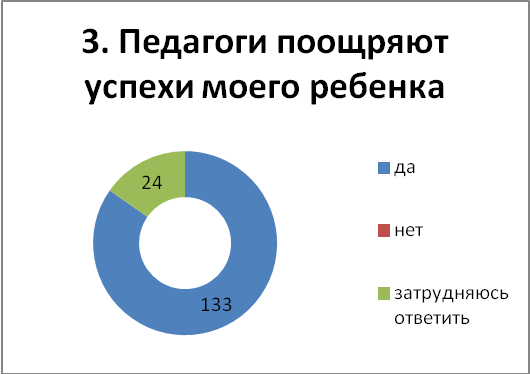 3. Педагоги поощряют
успехи моего ребенка
24
133
да
нет
затрудняюсь
ответить